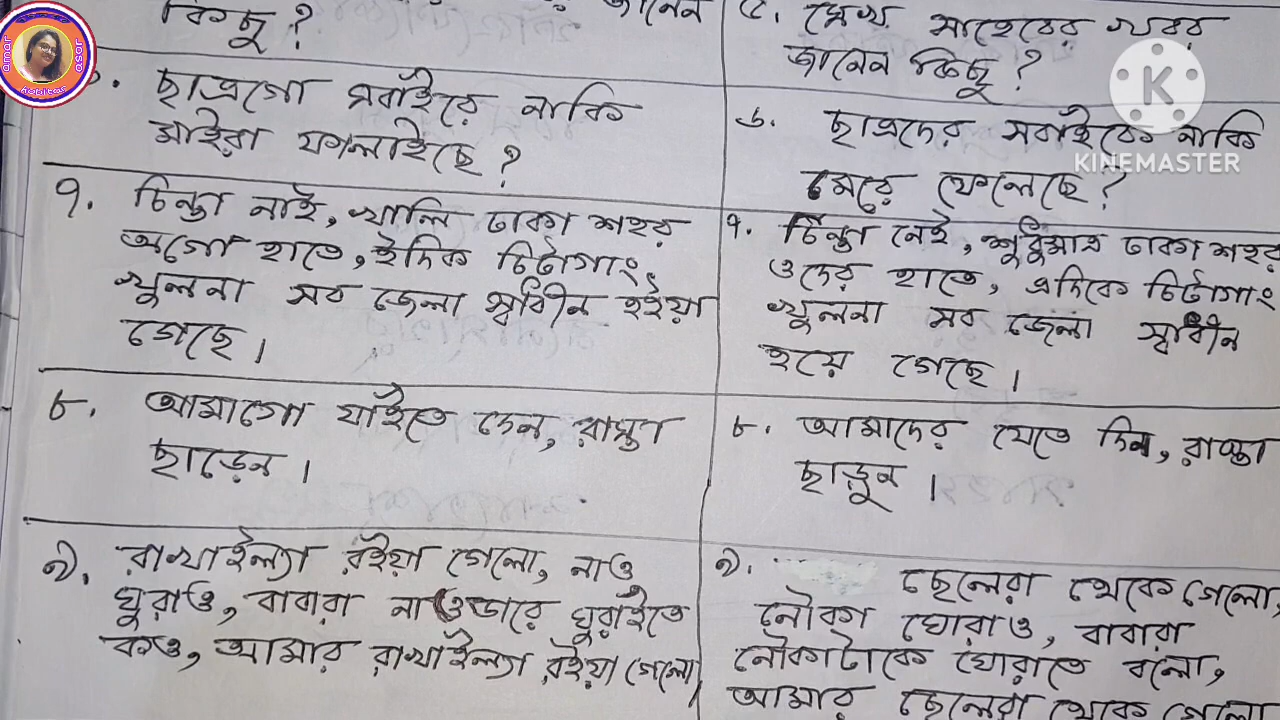 কিছু?
জানেন
ছাত্রগো সবাইরে নাকি
মাইরা ফালাইছে?
৭. চিন্তা নাই, খালি ঢাকা শহর
অগো হাতে, ইদিক চিটাগাং,
খুলনা সব জেলা স্বাধীন হইয়া
গেছে।
৮. আমাগো যাইতে দেন, রাস্তা
ছাড়েন।
৯. রাখাইল্যা রইয়া গেলো, নাও
ঘুরাও, বাবারা নাওডারে ঘুরাইতে
কও, আমার রাখাইল্যা রইয়া গেলো
৫. শেখ সাহেবের খবর
জানেন কিছু?
৬. ছাত্রদের সবাইকে নাকি
মেরে ফেলেছে?
৭. চিন্তা নেই, শুধুমাত্র ঢাকা শহর
ওদের হাতে, এদিকে চিটাগাং
খুলনা সব জেলা স্বাধীন
হয়ে গেছে।
৮. আমাদের যেতে দিন, রাস্তা
ছাড়ুন।
৯. ..... ছেলেরা থেকে গেলো,
নৌকা ঘোরাও, বাবারা
নৌকাটাকে ঘোরাতে বলো,
আমার ছেলেরা থেকে গেলো
amar
asar
K
KINEMASTER